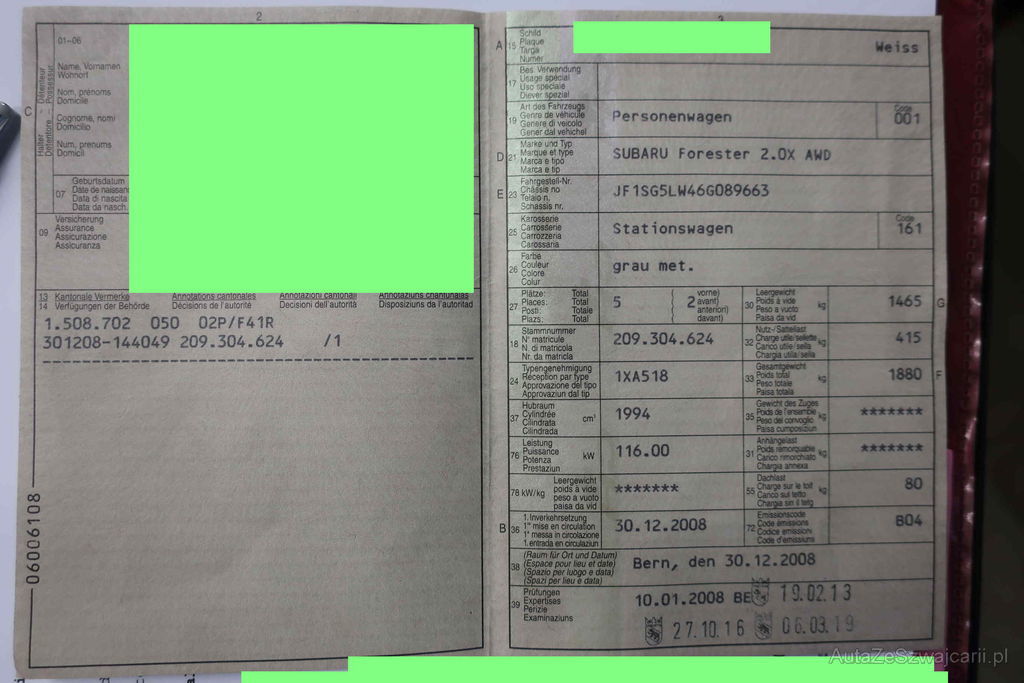 2
01–06
Name, Vornamen
Wohnort
Nom, prénoms
Domicile
Cognome, nomi
Domicilio
Num, prenums
Domicil
C
Halter Détenteur
Detentore Possessur
07
Geburtsdatum
Date de naissan
Data di nascita
Data da nasch.
09
Versicherung
Assurance
Assicurazione
Assicuranza
13 Kantonale Vermerke Annotations cantonales Annotazioni cantonali Annotaziuns chantunalas
14 Verfügungen der Behörde Décisions de l'autorité Decisioni dell'autorità Disposiziuns da l'autoritad
1.508.702 050 02P/F41R
301208-144049 209.304.624 /1
06006108
3
A 15 Schild
Plaque
Targa
Numer
Weiss
17 Bes. Verwendung
Usage spécial
Uso speciale
Diever spezial
19 Art des Fahrzeugs
Genre de véhicule
Genere di veicolo
Gener dal vehichel
Personenwagen
Code
001
D 21 Marke und Typ
Marque et type
Marca e tipo
Marca e tip
SUBARU Forester 2.0X AWD
E 23 Fahrgestell-Nr.
Châssis no
Telaio n.
Schassis nr.
JF1SG5LW46G089663
25 Karosserie
Carrosserie
Carrozzeria
Carossaria
Stationswagen
Code
161
26 Farbe
Couleur
Colore
Colur
grau met.
27 Plätze: Total
Places: Total
Posti: Totale
Plazs: Total
5 ( 2 vorne)
avant)
anteriori)
davant)
30 Leergewicht
Poids à vide
Peso a vuoto
Paisa da vid
kg
1465 G
18 Stammnummer
N° matricule
N. di matricola
Nr. da matricla
209.304.624
32 Nutz-/Sattellast
Charge utile/sellette
Carico utile/sella
Chargia utila/sella
kg
415
24 Typengenehmigung
Réception par type
Approvazione del tipo
Approvaziun dal tip
1XA518
33 Gesamtgewicht
Poids total
Peso totale
Paisa totala
kg
1880 F
37 Hubraum
Cylindrée
Cilindrata
Cilindrada
cm³
1994
35 Gewicht des Zuges
Poids de l'ensemble
Peso del convoglio
Paisa cumposiziun
kg
*******
76 Leistung
Puissance
Potenza
Prestaziun
kW
116.00
31 Anhängelast
Poids remorquable
Carico rimorchiato
Chargia annexa
kg
*******
78 kW/kg Leergewicht
poids à vide
peso a vuoto
paisa da vid
*******
55 Dachlast
Charge sur le toit
Carico sul tetto
Chargia sin il tetg
kg
80
B 36 1. Inverkehrsetzung
1re mise en circulation
1a messa in circolazione
1. entrada en circulaziun
30.12.2008
72 Emissionscode
Code émissions
Codice emissioni
Code d'emissiuns
B04
38 (Raum für Ort und Datum)
(Espace pour lieu et date)
(Spazio per luogo e data)
(Spazi per lieu e data)
Bern, den 30.12.2008
39 Prüfungen
Expertises
Perizie
Examinaziuns
10.01.2008 BE 19.02.13
27.10.16 06.03.19
AutaZeSzwajcarii.pl